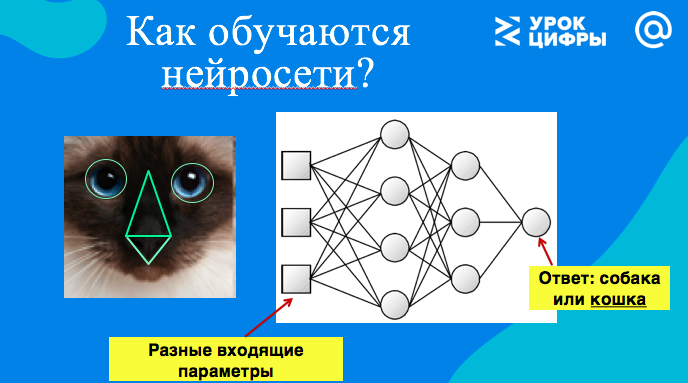 Как обучаются
нейросети?
УРОК
ЦИФРЫ
@
Ответ: собака
или кошка
Разные входящие
параметры